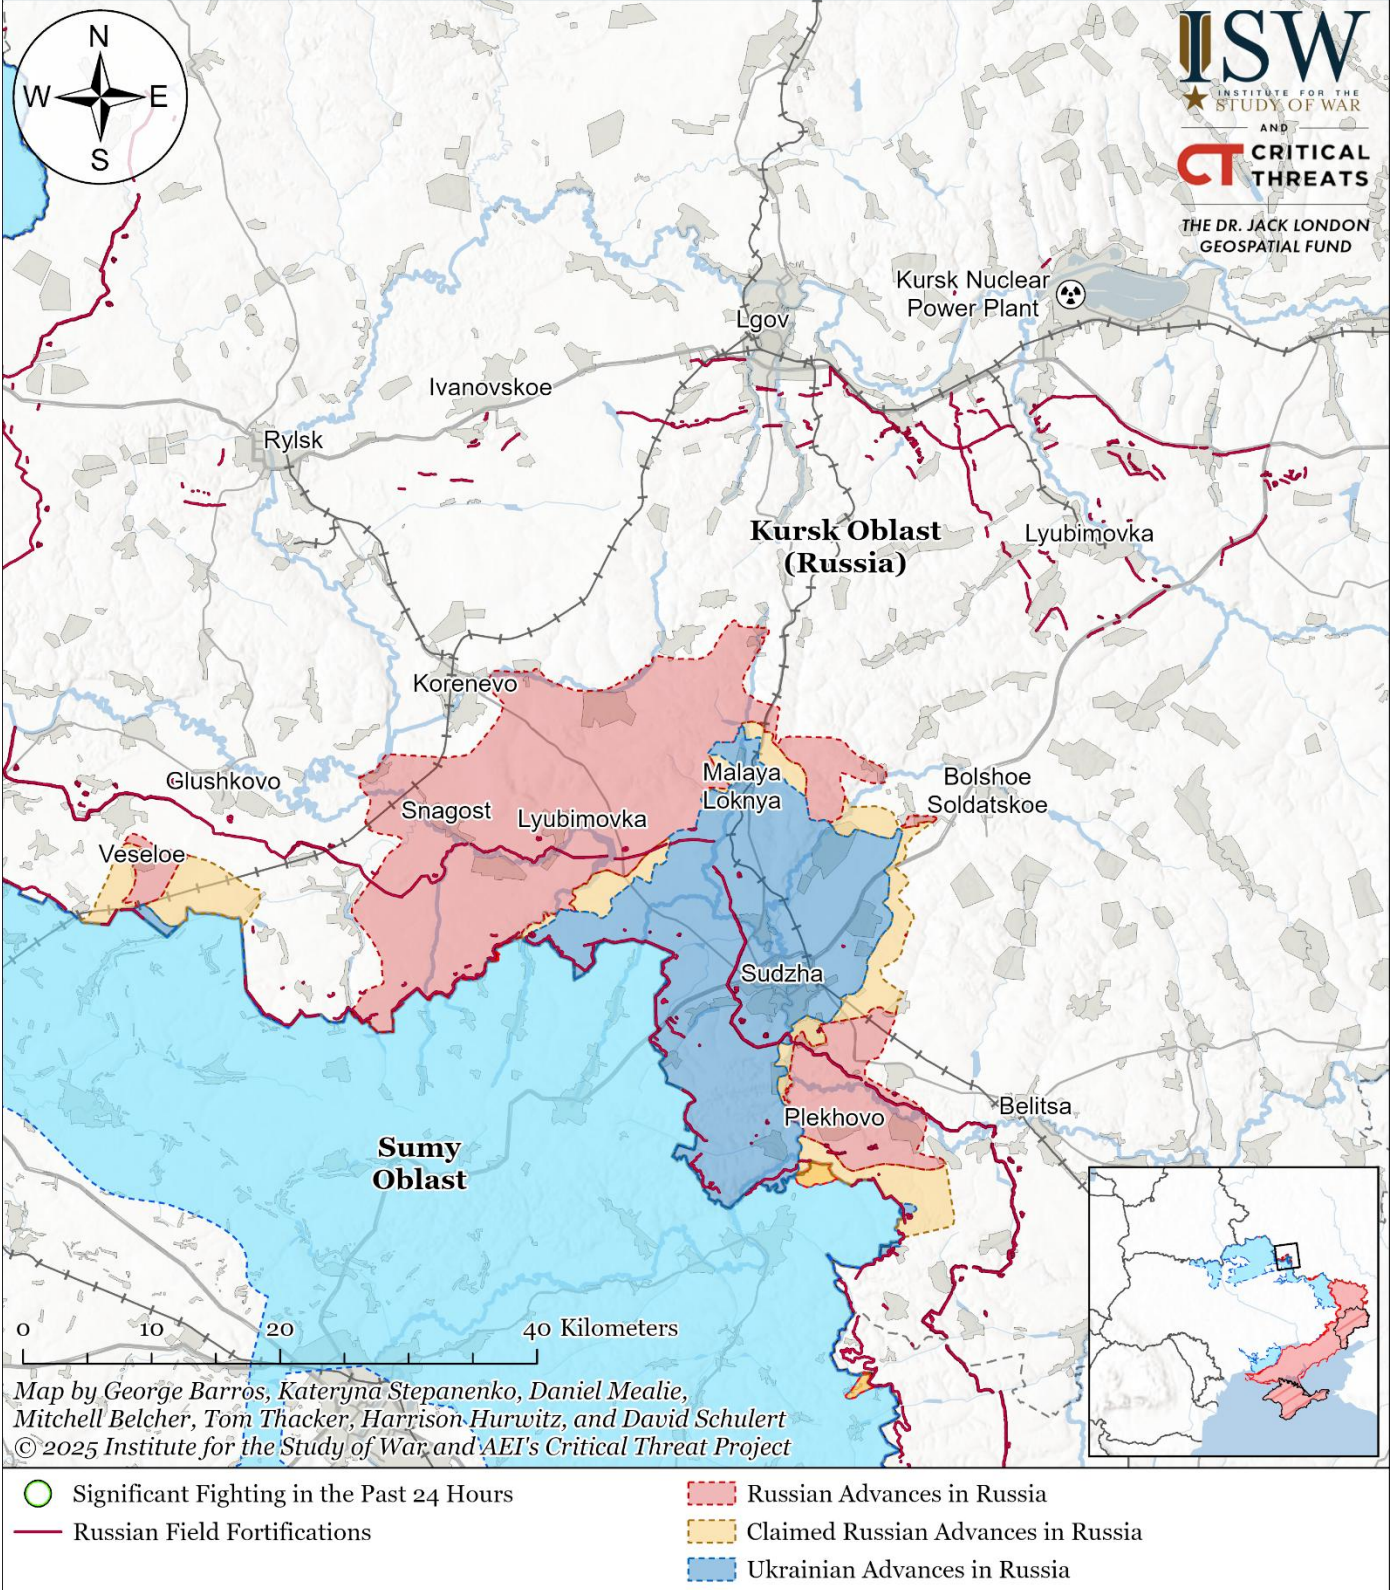 N
W E
S
ISW
INSTITUTE FOR THE
STUDY OF WAR
AND
CT CRITICAL
THREATS
THE DR. JACK LONDON
GEOSPATIAL FUND
Kursk Nuclear
Power Plant
Lgov
Ivanovskoe
Rylsk
Kursk Oblast
(Russia)
Lyubimovka
Korenevo
Glushkovo
Malaya
Loknya
Bolshoe
Soldatskoe
Snagost
Lyubimovka
Veseloe
Sudzha
Plekhovo
Belitsa
Sumy
Oblast
0 10 20 40 Kilometers
Map by George Barros, Kateryna Stepanenko, Daniel Mealie,
Mitchell Belcher, Tom Thacker, Harrison Hurwitz, and David Schulert
© 2025 Institute for the Study of War and AEI's Critical Threat Project
Significant Fighting in the Past 24 Hours
Russian Field Fortifications
Russian Advances in Russia
Claimed Russian Advances in Russia
Ukrainian Advances in Russia